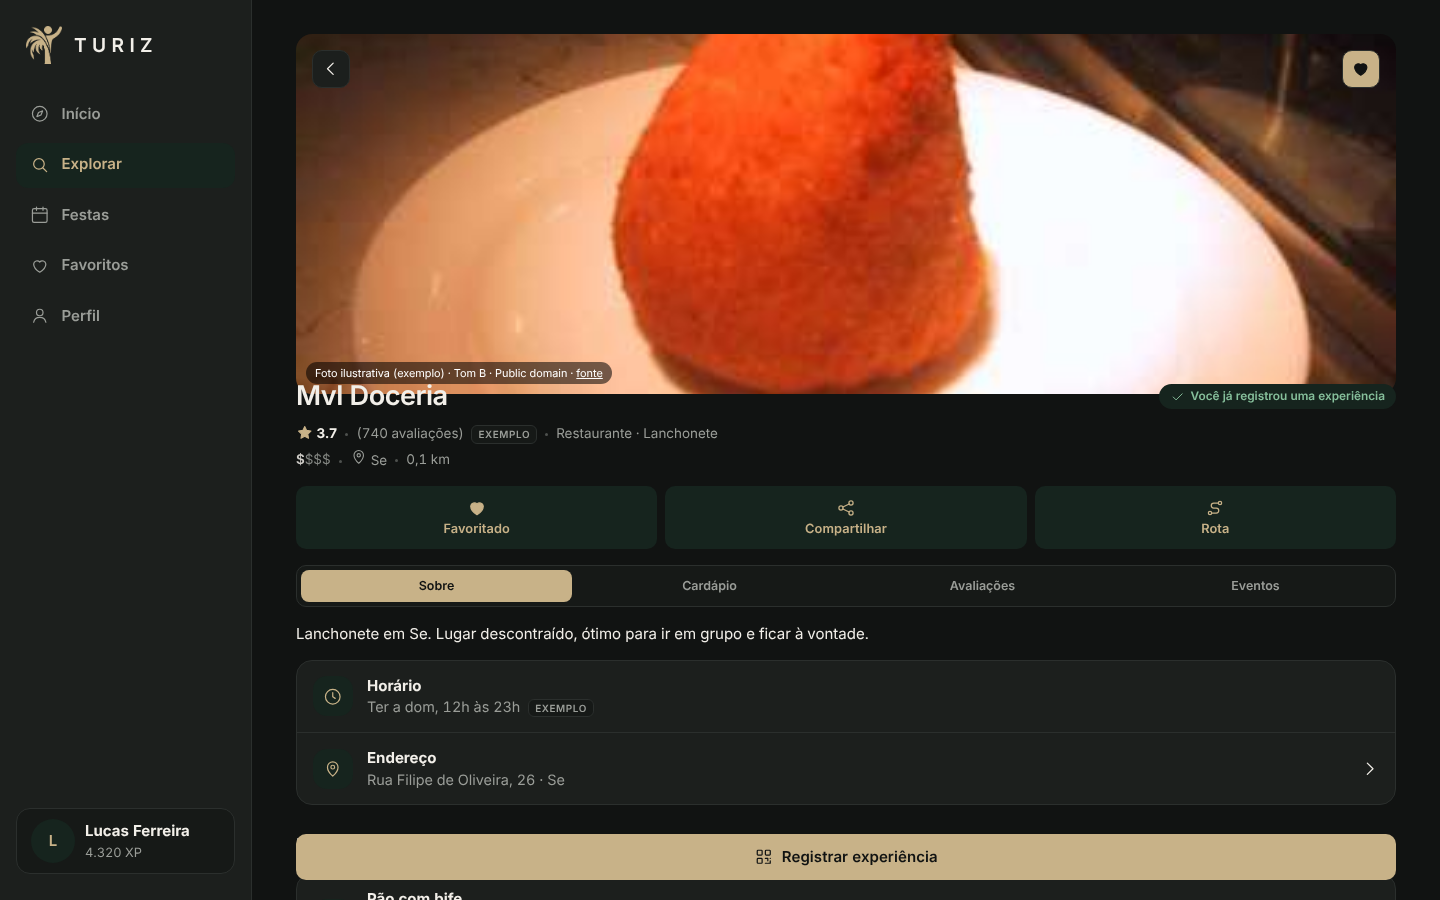 TURIZ
Início
Explorar
Festas
Favoritos
Perfil
Lucas Ferreira
L
4.320 XP
Foto ilustrativa (exemplo) · Tom B · Public domain · fonte
Mvl Doceria
Você já registrou uma experiência
3.7 · (740 avaliações) EXEMPLO · Restaurante · Lanchonete
$$$$ · Se · 0,1 km
Favoritado
Compartilhar
Rota
Sobre
Cardápio
Avaliações
Eventos
Lanchonete em Se. Lugar descontraído, ótimo para ir em grupo e ficar à vontade.
Horário
Ter a dom, 12h às 23h EXEMPLO
Endereço
Rua Filipe de Oliveira, 26 · Se
Registrar experiência
Pão com bife